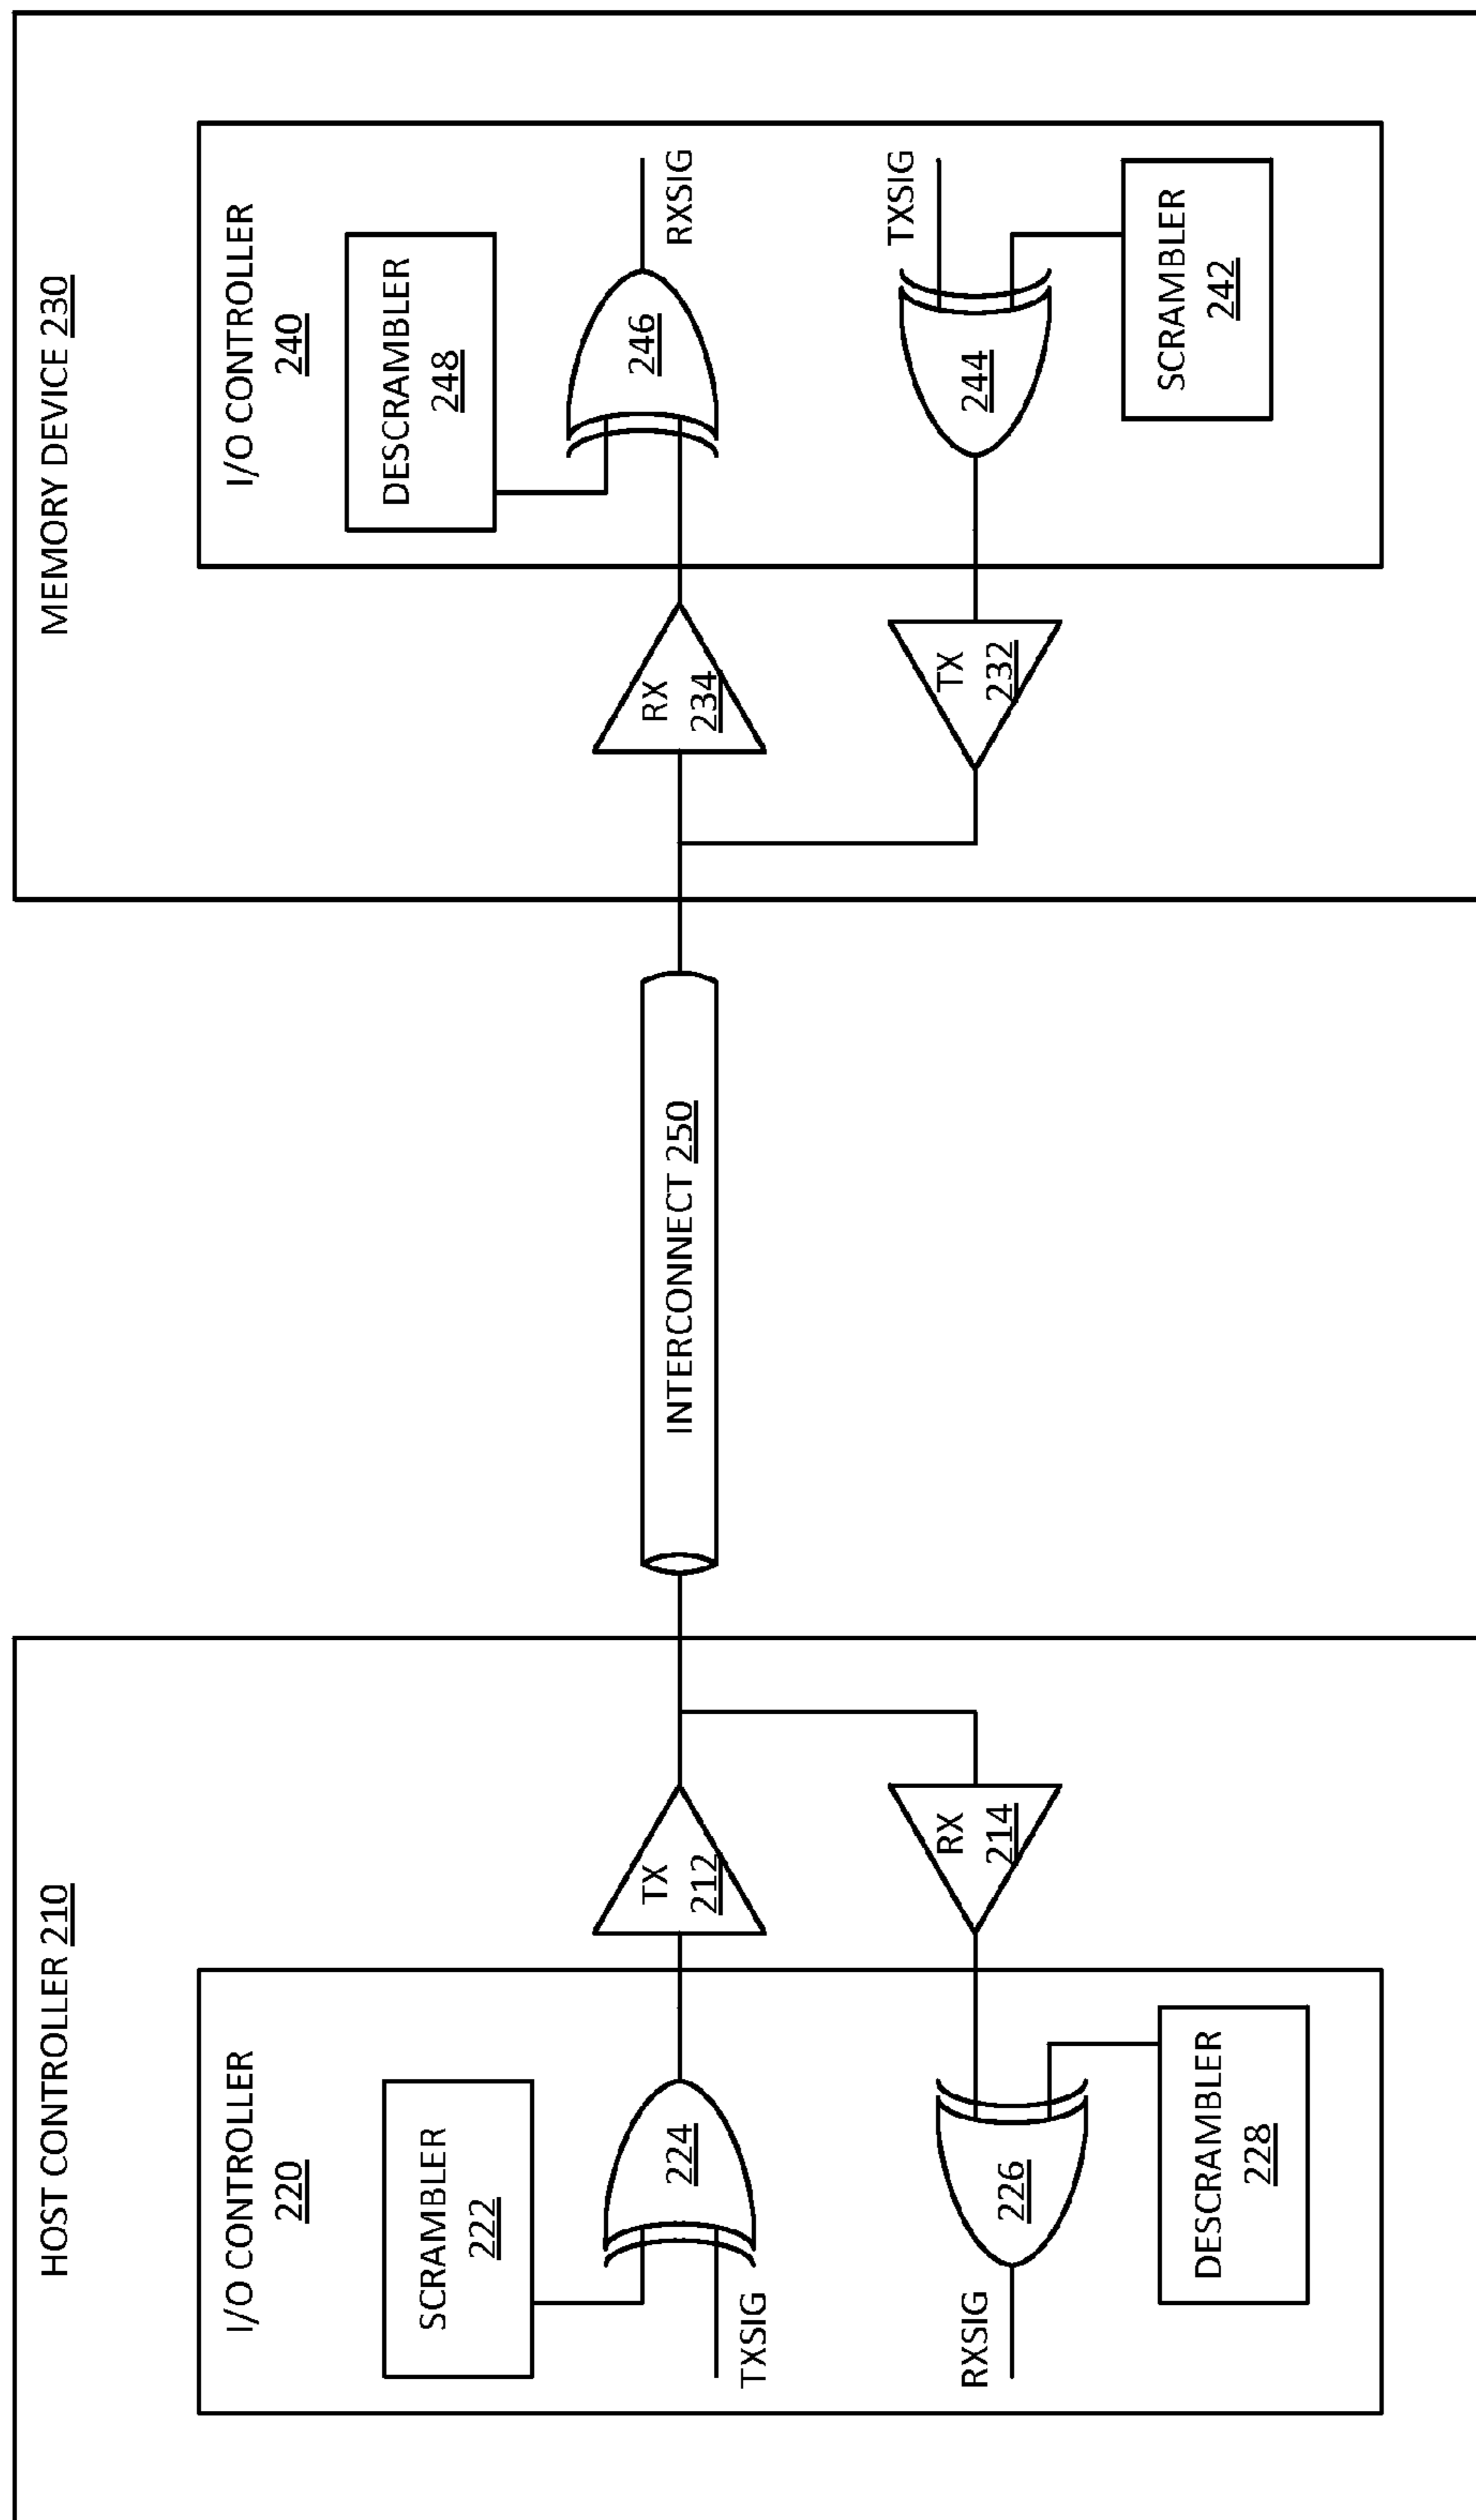 HOST CONTROLLER 210
I/O CONTROLLER
220
SCRAMBLER
222
224
TXSIG
TX
212
RXSIG
226
DESCRAMBLER
228
RX
214
INTERCONNECT 250
MEMORY DEVICE 230
I/O CONTROLLER
240
DESCRAMBLER
248
246
RXSIG
RX
234
TXSIG
244
SCRAMBLER
242
TX
232